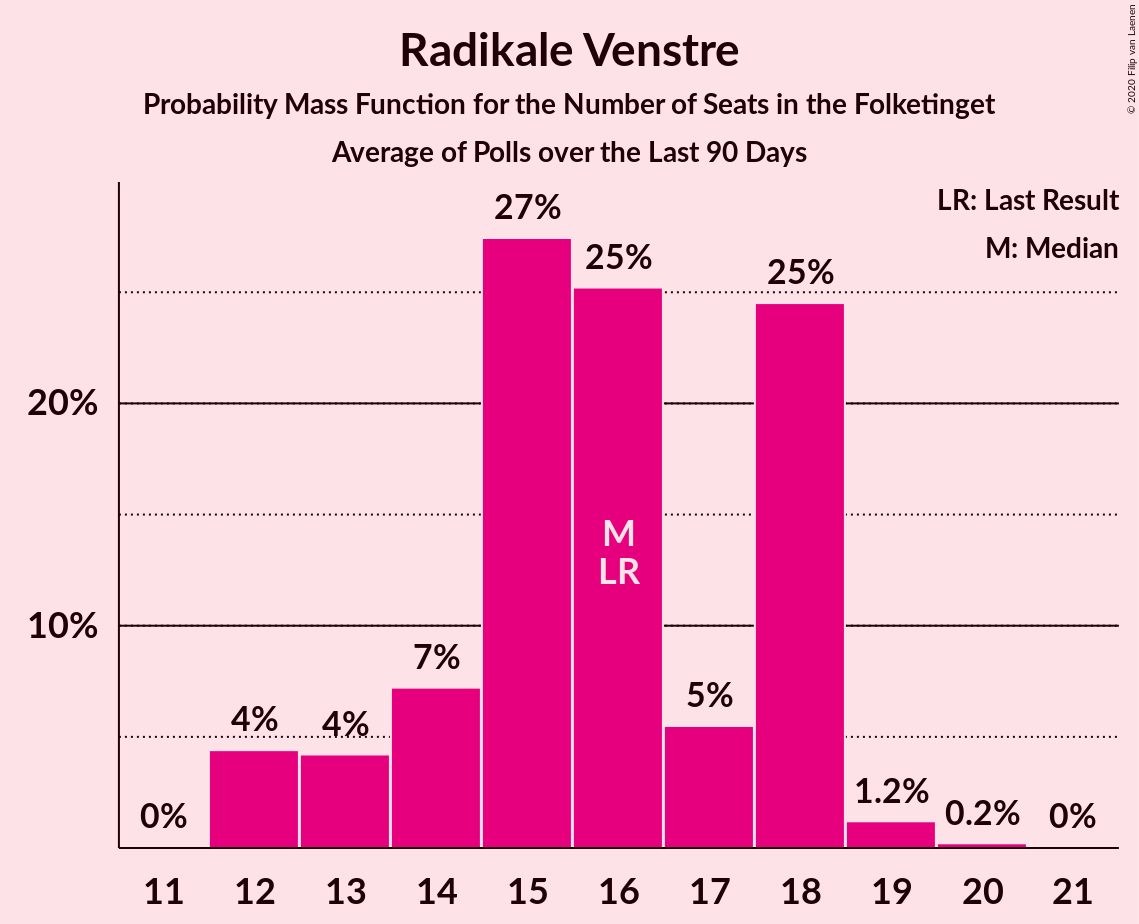 Radikale Venstre
Probability Mass Function for the Number of Seats in the Folketinget
Average of Polls over the Last 90 Days
© 2020 Filip van Laenen
LR: Last Result
M: Median
27%
25%
25%
20%
M
LR
10%
7%
5%
4%
4%
1.2%
0.2%
0%
0%
11 12 13 14 15 16 17 18 19 20 21